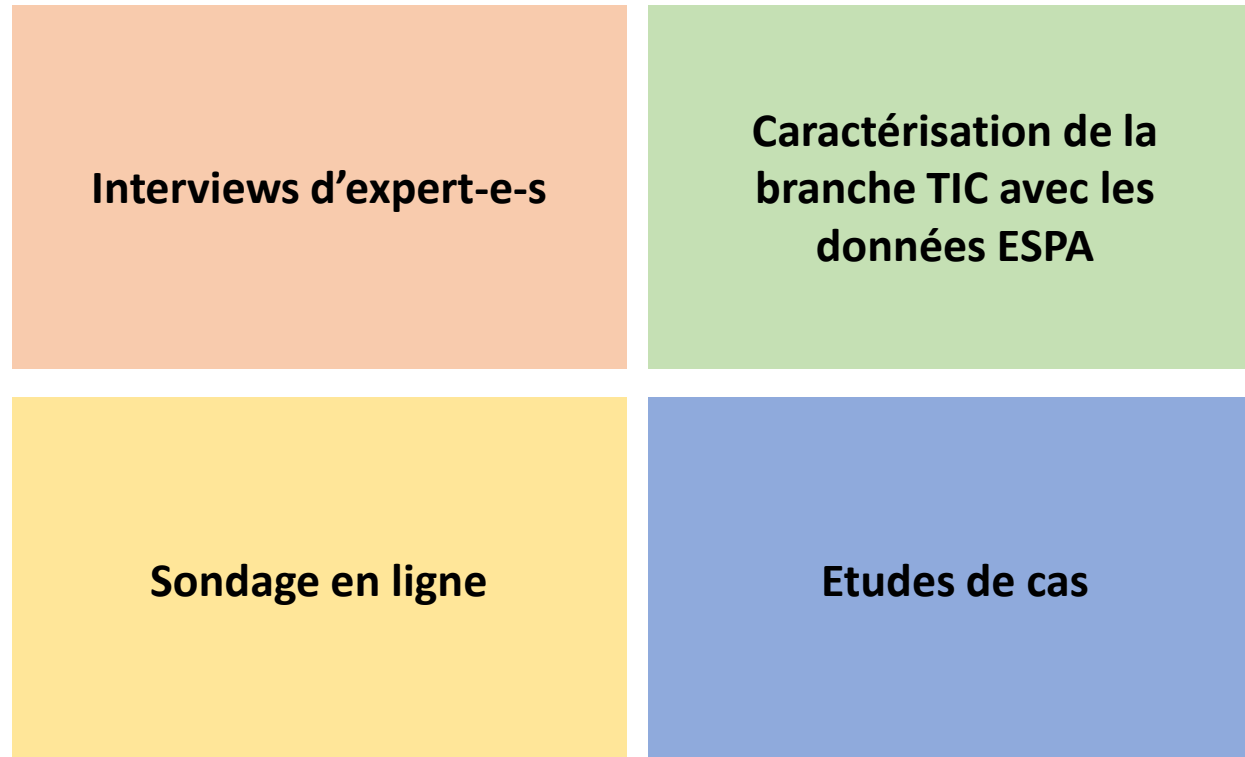 Interviews d’expert-e-s
Caractérisation de la
branche TIC avec les
données ESPA
Sondage en ligne
Etudes de cas